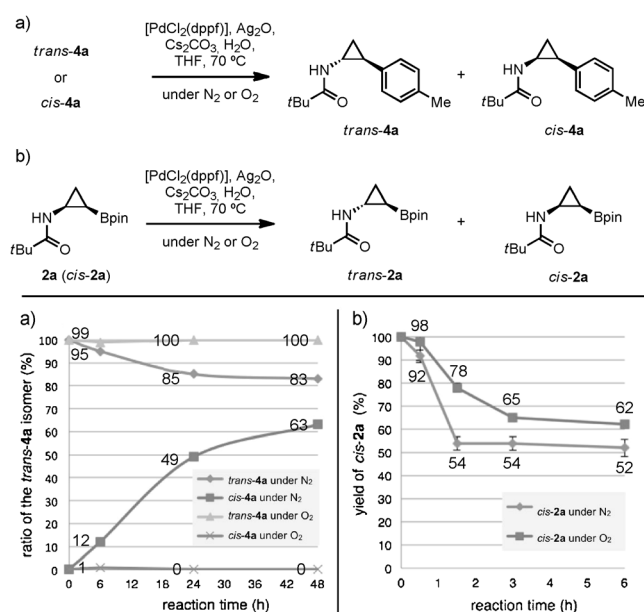 a)
[PdCl2(dppf)], Ag2O,
Cs2CO3, H2O,
THF, 70 ºC
under N2 or O2
trans-4a
or
cis-4a
HN
tBu
O
Me
trans-4a
+
HN
tBu
O
Me
cis-4a
b)
[PdCl2(dppf)], Ag2O,
Cs2CO3, H2O,
THF, 70 ºC
under N2 or O2
HN
Bpin
tBu
O
2a (cis-2a)
HN
Bpin
tBu
O
trans-2a
+
HN
Bpin
tBu
O
cis-2a
a)
ratio of the trans-4a isomer (%)
100
90
80
70
60
50
40
30
20
10
0
99
100
100
95
85
83
63
49
12
1
0
0
trans-4a under N2
cis-4a under N2
trans-4a under O2
cis-4a under O2
0 6 12 18 24 30 36 42 48
reaction time (h)
b)
yield of cis-2a (%)
100
90
80
70
60
50
40
30
20
10
0
98
92
78
65
62
54
54
52
cis-2a under N2
cis-2a under O2
0 1 2 3 4 5 6
reaction time (h)